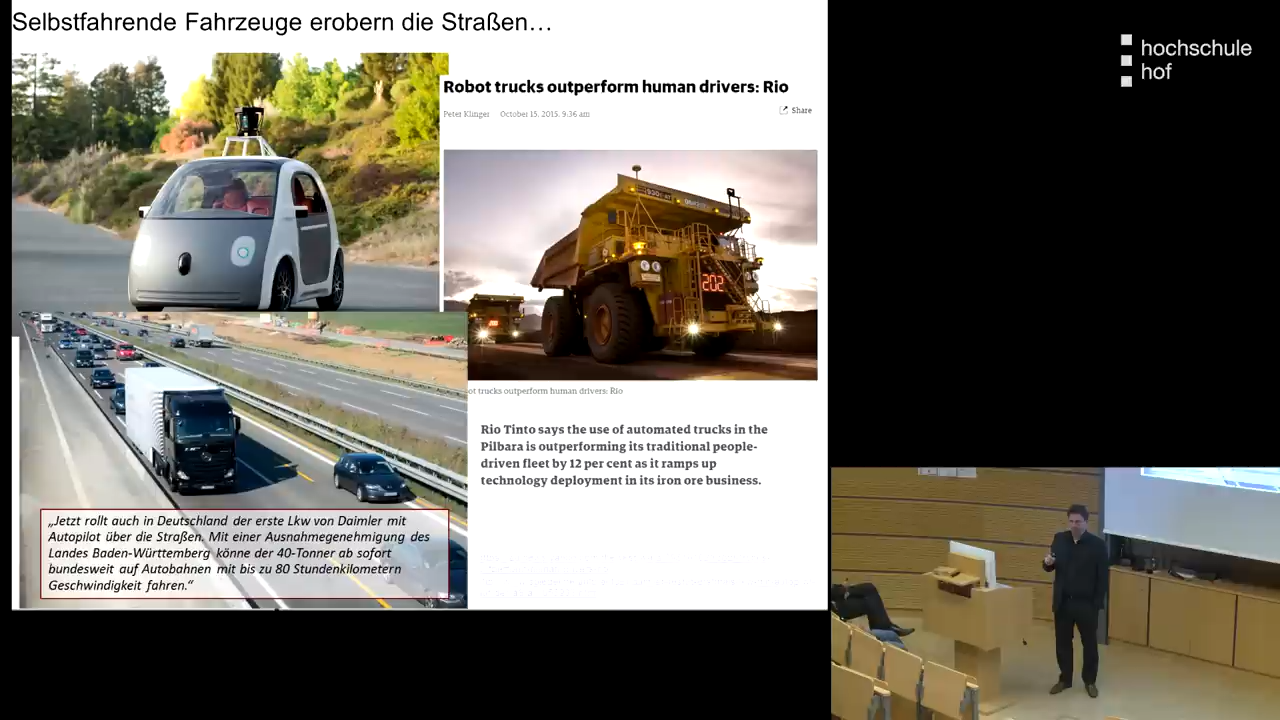 Selbstfahrende Fahrzeuge erobern die Straßen…
hochschule
hof
Robot trucks outperform human drivers: Rio
Peter Klinger October 15, 2015, 9:36 am
Share
930E-AT
202
ot trucks outperform human drivers: Rio
Rio Tinto says the use of automated trucks in the
Pilbara is outperforming its traditional people-
driven fleet by 12 per cent as it ramps up
technology deployment in its iron ore business.
„Jetzt rollt auch in Deutschland der erste Lkw von Daimler mit
Autopilot über die Straßen. Mit einer Ausnahmegenehmigung des
Landes Baden-Württemberg könne der 40-Tonner ab sofort
bundesweit auf Autobahnen mit bis zu 80 Stundenkilometern
Geschwindigkeit fahren.“